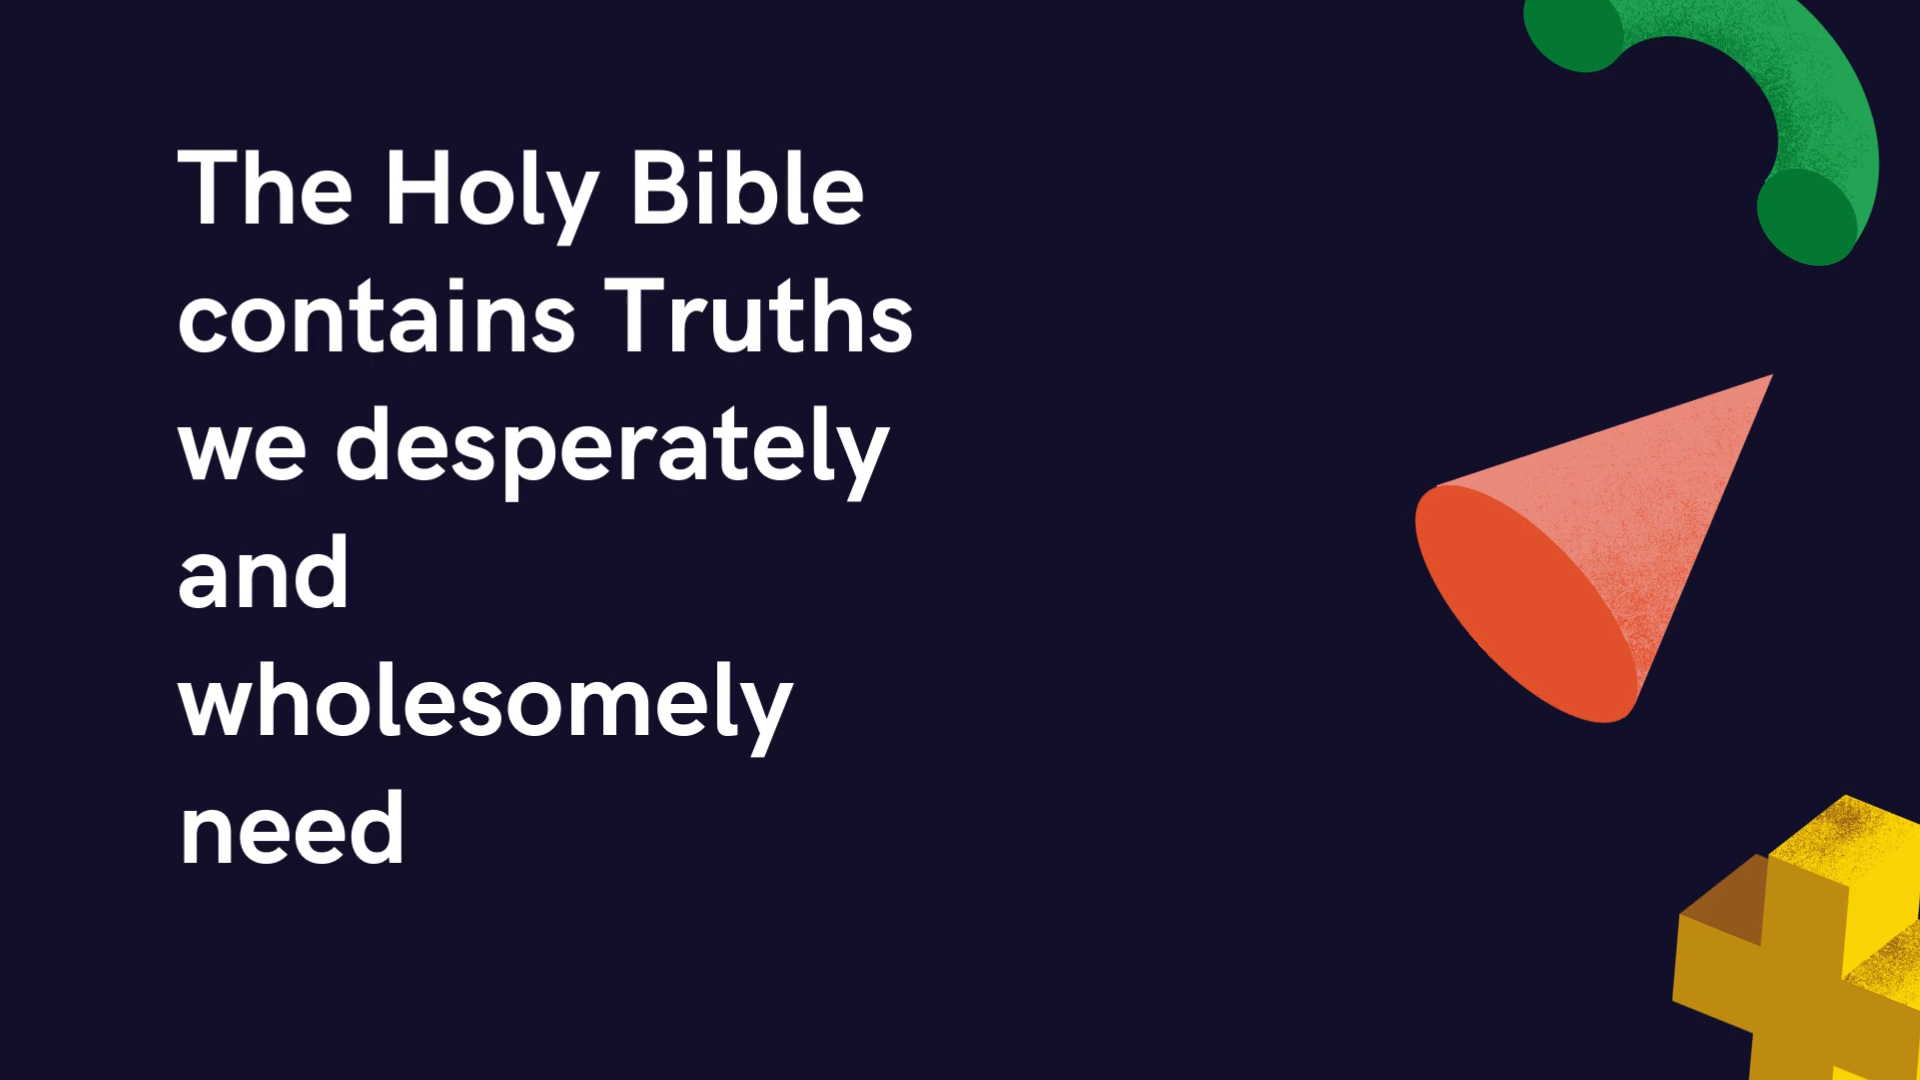 The Holy Bible
contains Truths
we desperately
and
wholesomely
need